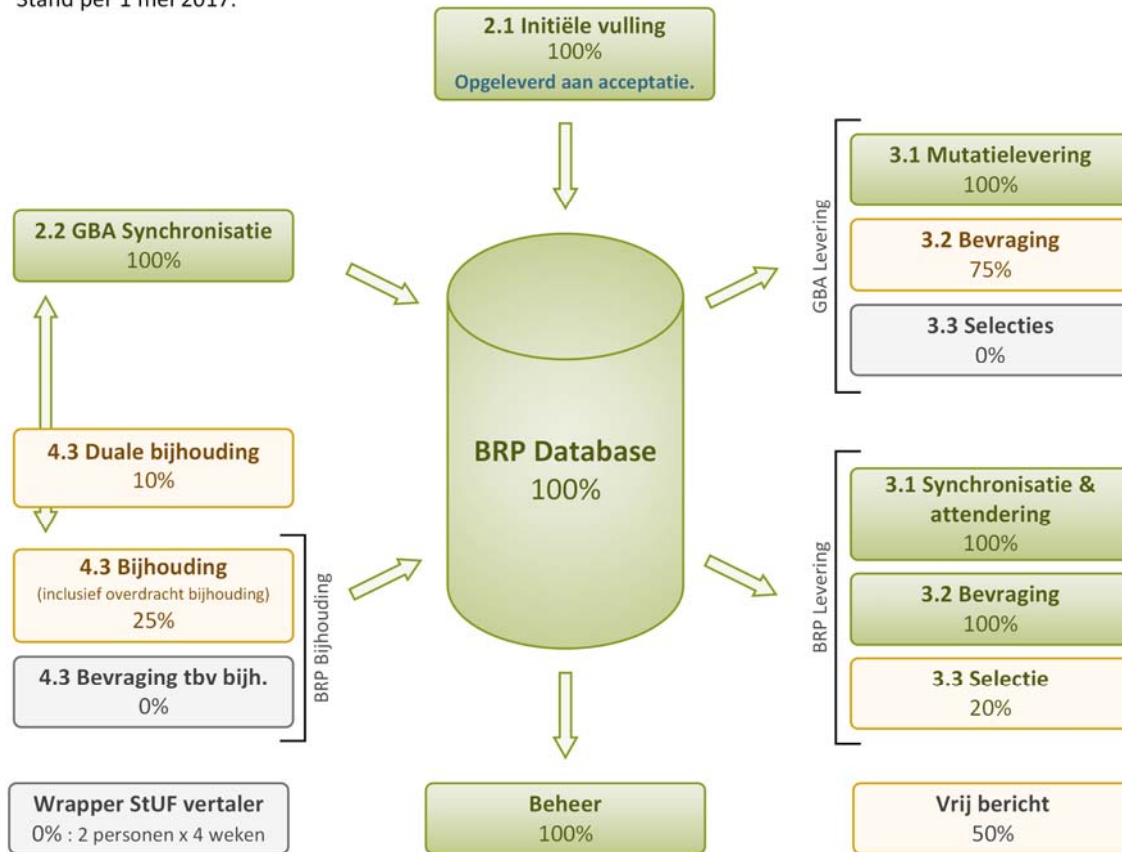 Stand per 1 mei 2017.
2.1 Initiële vulling
100%
Opgeleverd aan acceptatie.
2.2 GBA Synchronisatie
100%
4.3 Duale bijhouding
10%
4.3 Bijhouding
(inclusief overdracht bijhouding)
25%
4.3 Bevraging tbv bijh.
0%
BRP Bijhouding
Wrapper StUF vertaler
0% : 2 personen x 4 weken
BRP Database
100%
Beheer
100%
GBA Levering
3.1 Mutatielevering
100%
3.2 Bevraging
75%
3.3 Selecties
0%
BRP Levering
3.1 Synchronisatie &
attendering
100%
3.2 Bevraging
100%
3.3 Selectie
20%
Vrij bericht
50%